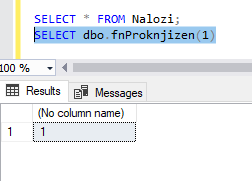 SELECT * FROM Nalozi;
SELECT dbo.fnProknjizen(1)
100 %
Results Messages
(No column name)
1 1